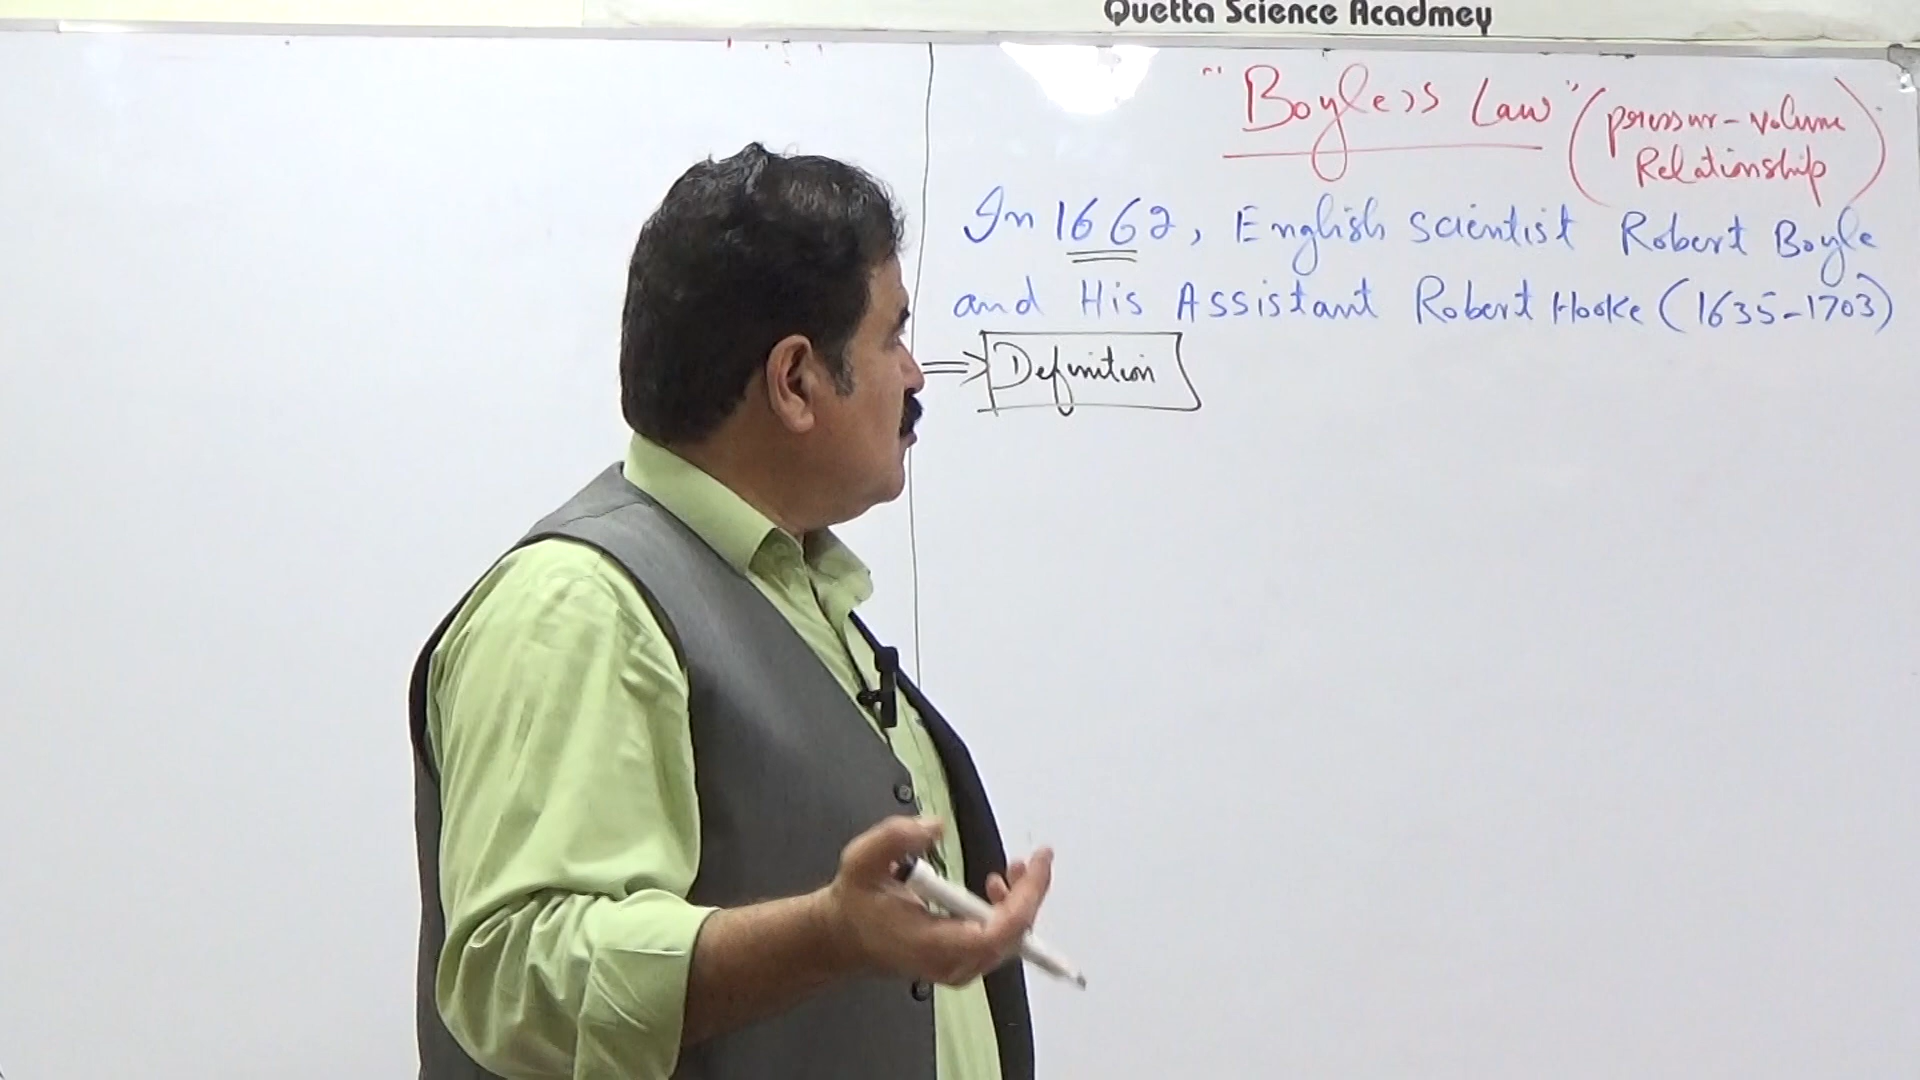 Quetta Science Acadmey
"Boyle's Law" (pressur-volume
Relationship)
In 1662, English scientist Robert Boyle
and His Assistant Robert Hooke (1635-1703)
⇒ Definition